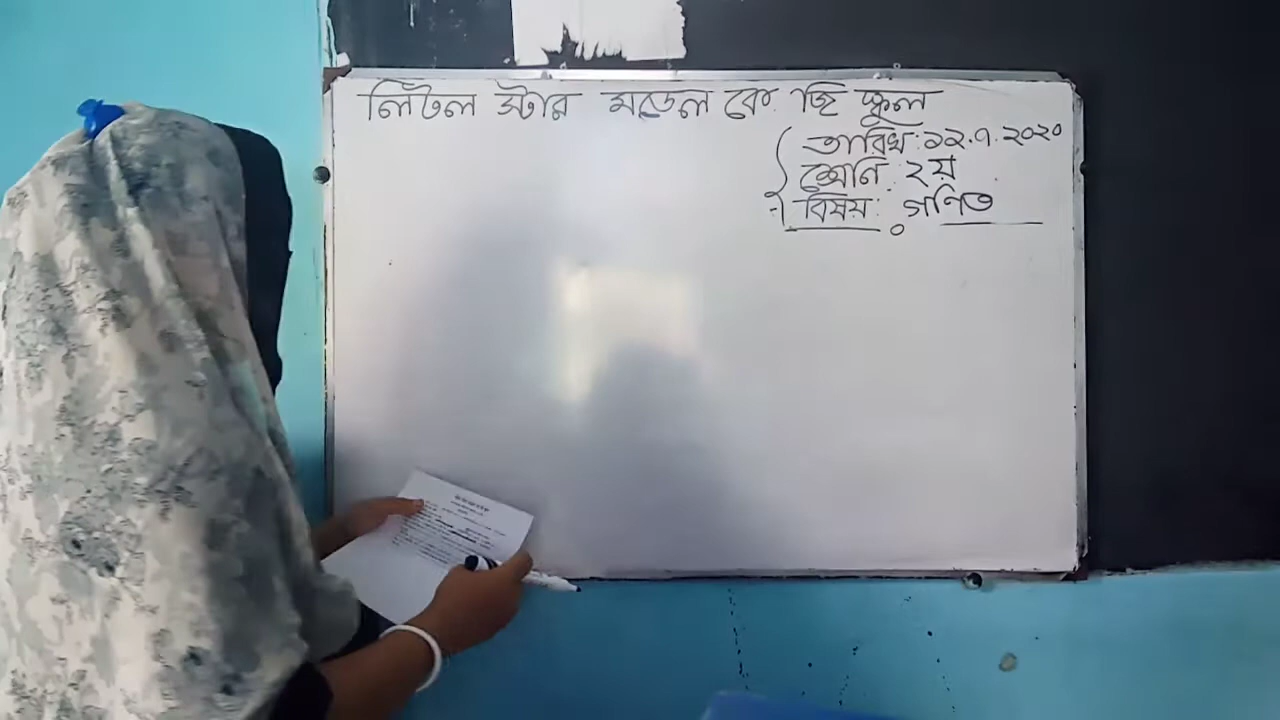 লিটল স্টার মডেল কে. জি স্কুল
তারিখ: ১২.৭.২০২০
শ্রেনি: ২য়
বিষয়: গণিত